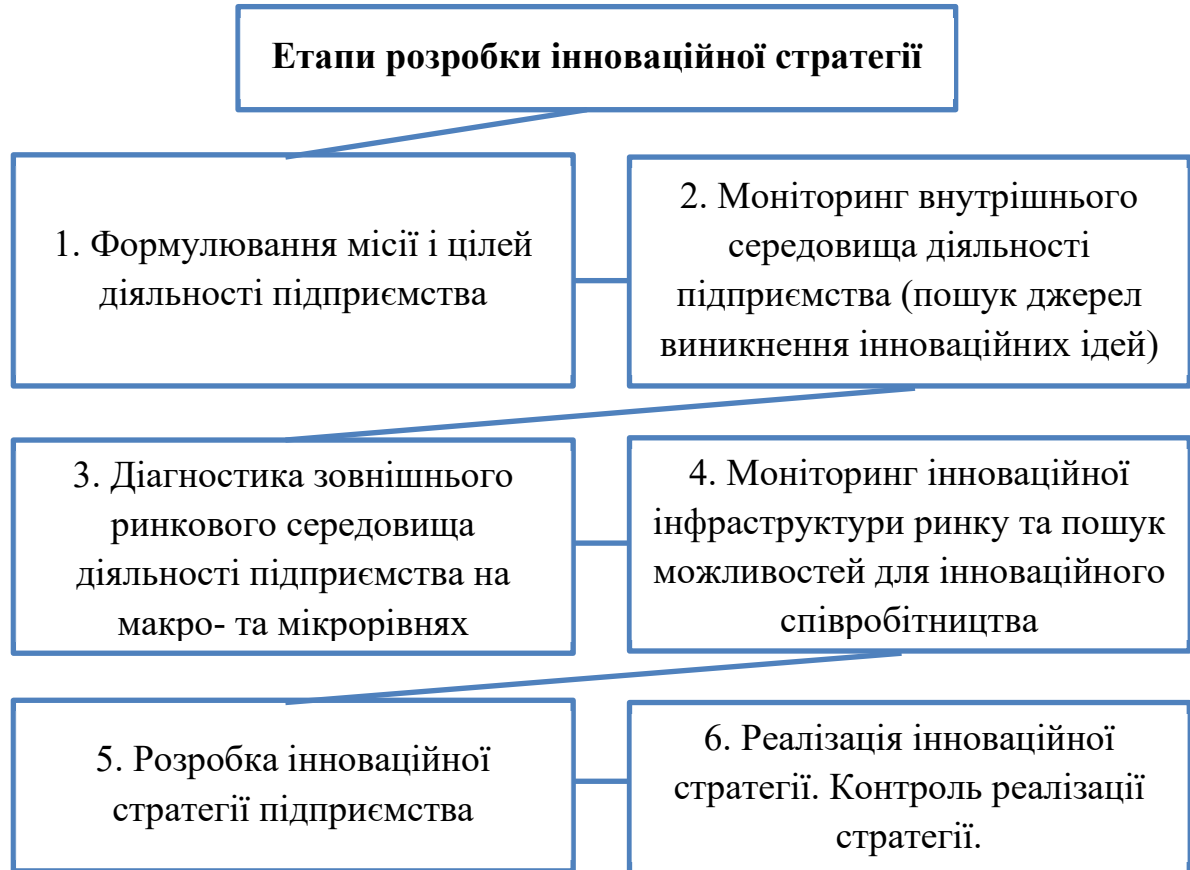 Етапи розробки інноваційної стратегії
1. Формулювання місії і цілей
діяльності підприємства
2. Моніторинг внутрішнього
середовища діяльності
підприємства (пошук джерел
виникнення інноваційних ідей)
3. Діагностика зовнішнього
ринкового середовища
діяльності підприємства на
макро- та мікрорівнях
4. Моніторинг інноваційної
інфраструктури ринку та пошук
можливостей для інноваційного
співробітництва
5. Розробка інноваційної
стратегії підприємства
6. Реалізація інноваційної
стратегії. Контроль реалізації
стратегії.